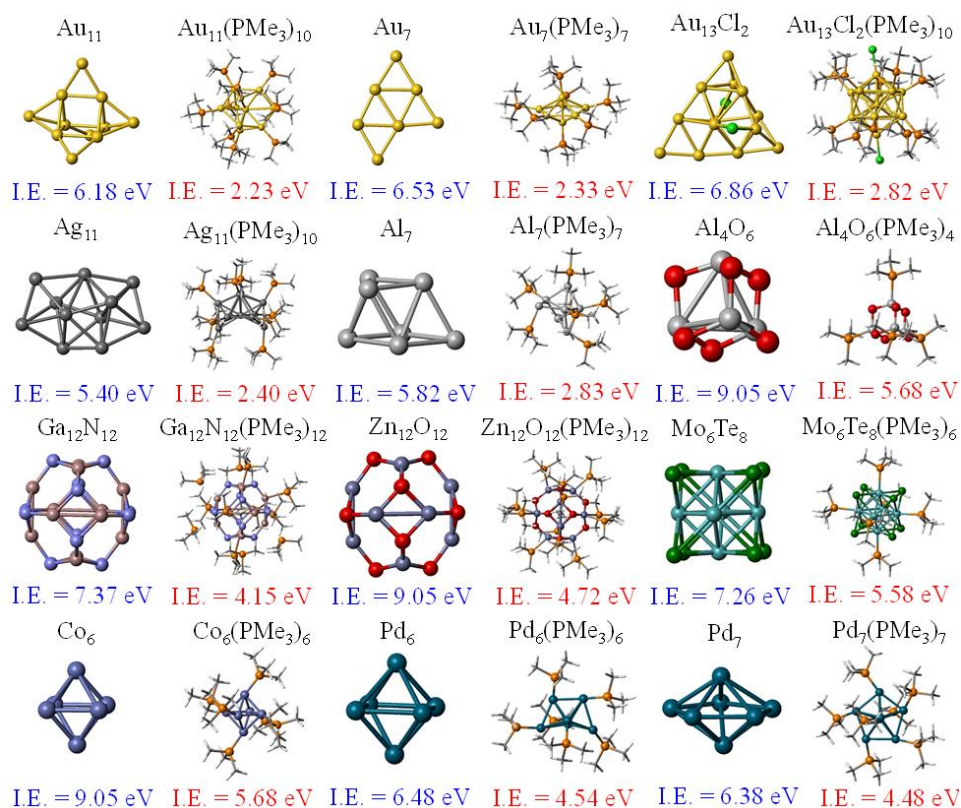 Au₁₁ Au₁₁(PMe₃)₁₀ Au₇ Au₇(PMe₃)₇ Au₁₃Cl₂ Au₁₃Cl₂(PMe₃)₁₀
I.E. = 6.18 eV I.E. = 2.23 eV I.E. = 6.53 eV I.E. = 2.33 eV I.E. = 6.86 eV I.E. = 2.82 eV
Ag₁₁ Ag₁₁(PMe₃)₁₀ Al₇ Al₇(PMe₃)₇ Al₄O₆ Al₄O₆(PMe₃)₄
I.E. = 5.40 eV I.E. = 2.40 eV I.E. = 5.82 eV I.E. = 2.83 eV I.E. = 9.05 eV I.E. = 5.68 eV
Ga₁₂N₁₂ Ga₁₂N₁₂(PMe₃)₁₂ Zn₁₂O₁₂ Zn₁₂O₁₂(PMe₃)₁₂ Mo₆Te₈ Mo₆Te₈(PMe₃)₆
I.E. = 7.37 eV I.E. = 4.15 eV I.E. = 9.05 eV I.E. = 4.72 eV I.E. = 7.26 eV I.E. = 5.58 eV
Co₆ Co₆(PMe₃)₆ Pd₆ Pd₆(PMe₃)₆ Pd₇ Pd₇(PMe₃)₇
I.E. = 9.05 eV I.E. = 5.68 eV I.E. = 6.48 eV I.E. = 4.54 eV I.E. = 6.38 eV I.E. = 4.48 eV